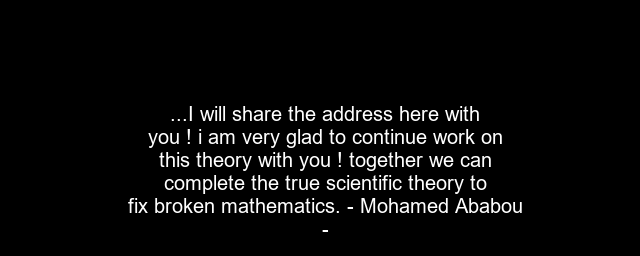 ...I will share the address here with
you ! i am very glad to continue work on
this theory with you ! together we can
complete the true scientific theory to
fix broken mathematics. - Mohamed Ababou
-